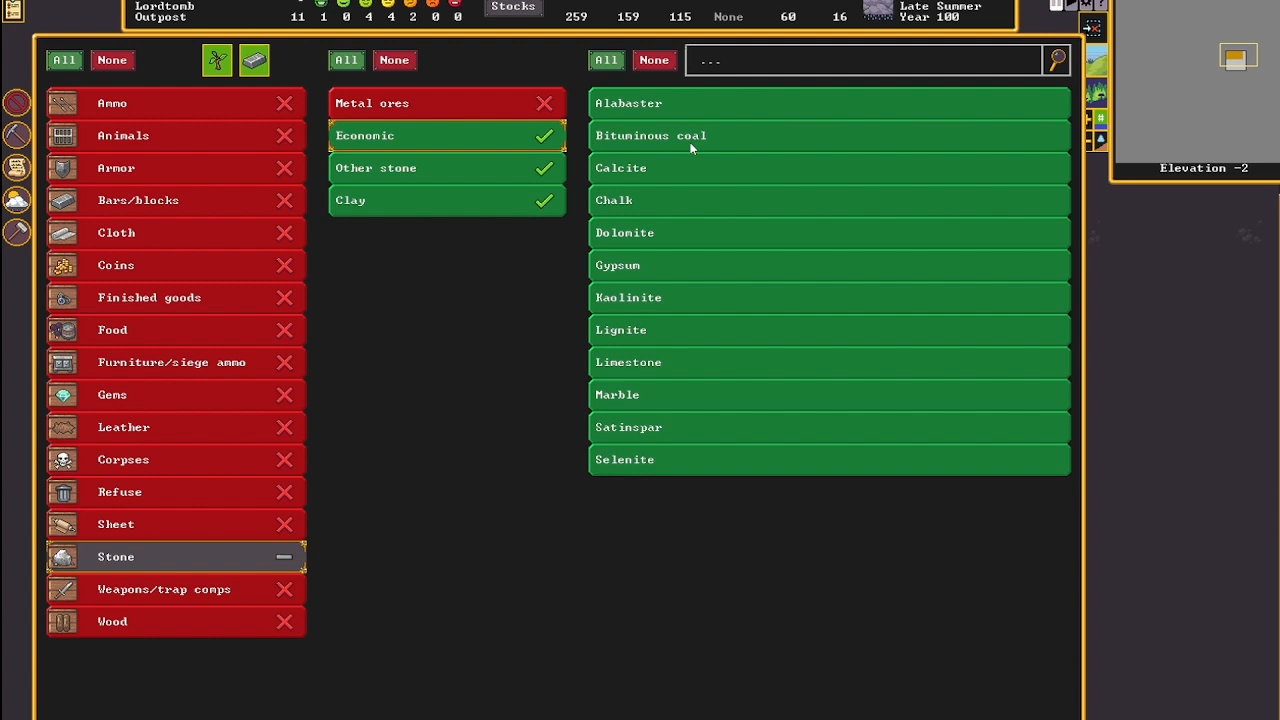 Lordtomb
Outpost
11 1 0 4 4 2 0 0
Stocks
259 159 115 None 60 16
Late Summer
Year 100
Elevation -2
All None
Ammo
Animals
Armor
Bars/blocks
Cloth
Coins
Finished goods
Food
Furniture/siege ammo
Gems
Leather
Corpses
Refuse
Sheet
Stone
Weapons/trap comps
Wood
All None
Metal ores
Economic
Other stone
Clay
All None ...
Alabaster
Bituminous coal
Calcite
Chalk
Dolomite
Gypsum
Kaolinite
Lignite
Limestone
Marble
Satinspar
Selenite